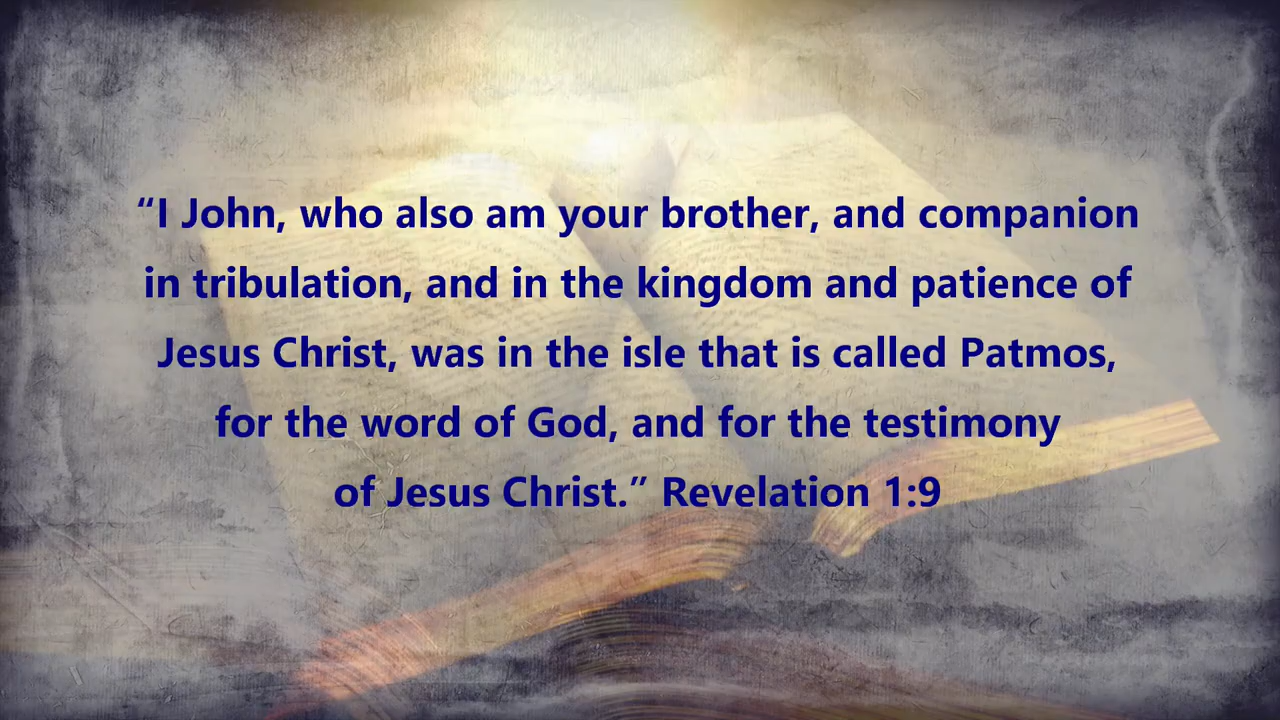 “I John, who also am your brother, and companion
in tribulation, and in the kingdom and patience of
Jesus Christ, was in the isle that is called Patmos,
for the word of God, and for the testimony
of Jesus Christ.” Revelation 1:9